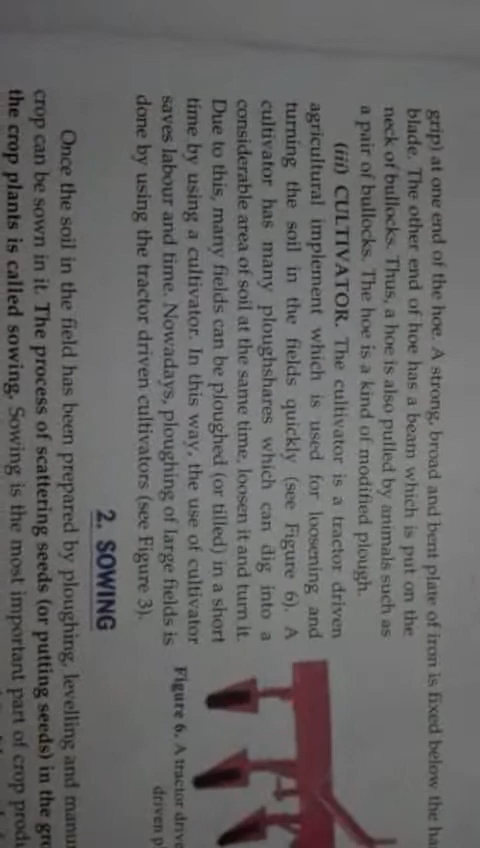 grip) at one end of the hoe. A strong, broad and bent plate of iron is fixed below the
blade. The other end of hoe has a beam which is put on the
neck of bullocks. Thus, a hoe is also pulled by animals such as
a pair of bullocks. The hoe is a kind of modified plough.
(iii) CULTIVATOR. The cultivator is a tractor driven
agricultural implement which is used for loosening and
turning the soil in the fields quickly (see Figure 6). A
cultivator has many ploughshares which can dig into a
considerable area of soil at the same time, loosen it and turn it.
Due to this, many fields can be ploughed (or tilled) in a short
time by using a cultivator. In this way, the use of cultivator
saves labour and time. Nowadays, ploughing of large fields is
done by using the tractor driven cultivators (see Figure 3).
Figure 6. A tractor
driven
2. SOWING
Once the soil in the field has been prepared by ploughing, levelling and
crop can be sown in it. The process of scattering seeds (or putting seeds) in the
the crop plants is called sowing. Sowing is the most important part of crop